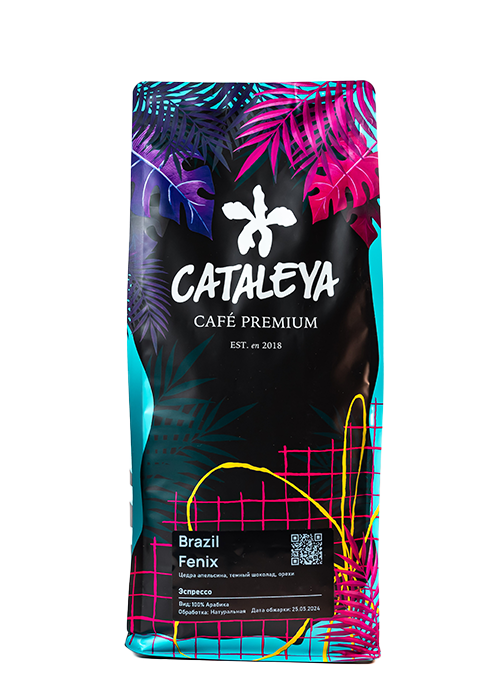 CATALEYA
CAFÉ PREMIUM
EST. en 2018
Brazil
Fenix
Цедра апельсина, темный шоколад, орехи
Эспрессо
Вид: 100% Арабика
Обработка: Натуральная Дата обжарки: 25.03.2024